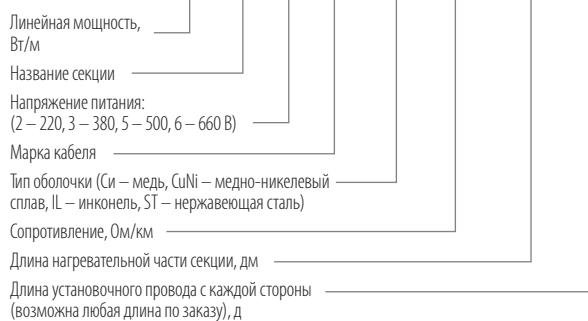 Линейная мощность,
Вт/м
Название секции
Напряжение питания:
(2 – 220, 3 – 380, 5 – 500, 6 – 660 В)
Марка кабеля
Тип оболочки (Си – медь, CuNi – медно-никелевый
сплав, IL – инконель, ST – нержавеющая сталь)
Сопротивление, Ом/км
Длина нагревательной части секции, дм
Длина установочного провода с каждой стороны
(возможна любая длина по заказу), д